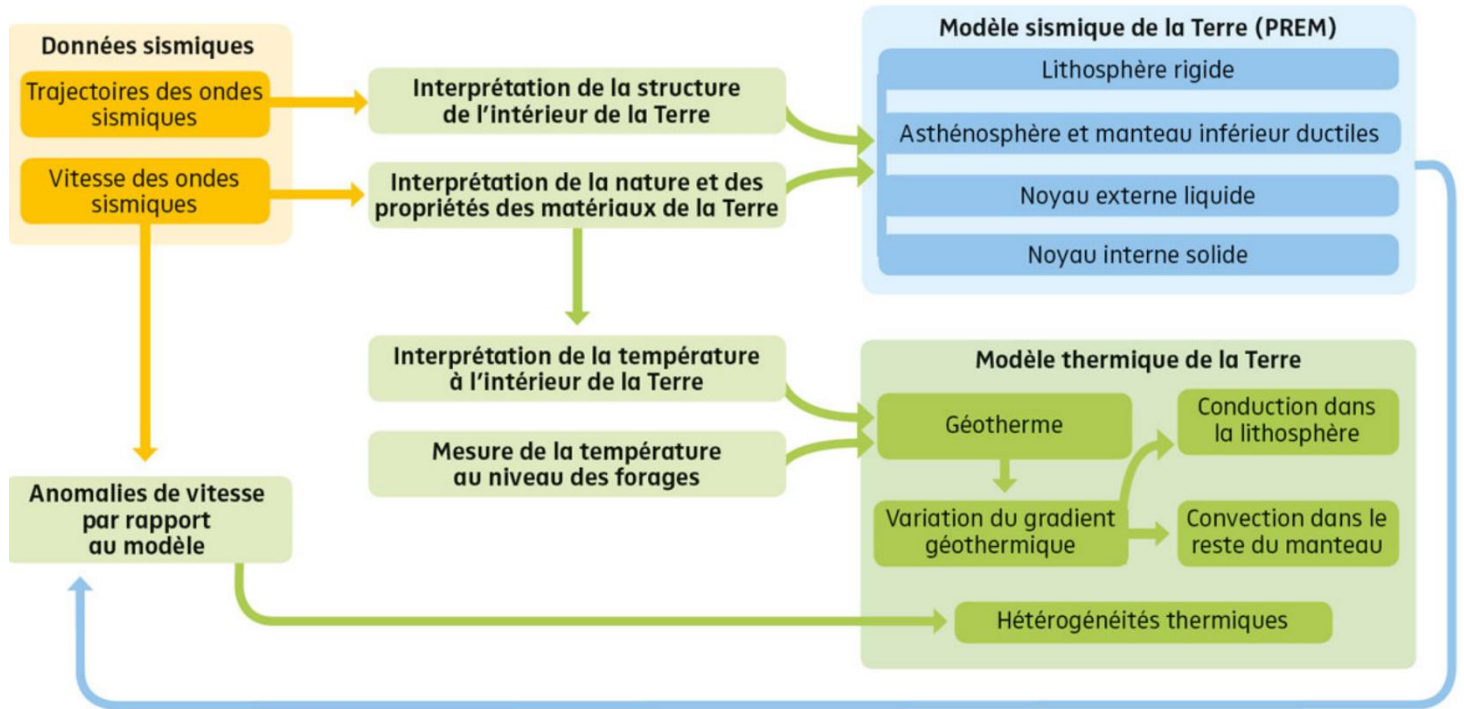 Données sismiques
Trajectoires des ondes
sismiques
Vitesse des ondes
sismiques
Interprétation de la structure
de l'intérieur de la Terre
Interprétation de la nature et des
propriétés des matériaux de la Terre
Modèle sismique de la Terre (PREM)
Lithosphère rigide
Asthénosphère et manteau inférieur ductiles
Noyau externe liquide
Noyau interne solide
Interprétation de la température
à l'intérieur de la Terre
Mesure de la température
au niveau des forages
Modèle thermique de la Terre
Géotherme
Conduction dans
la lithosphère
Variation du gradient
géothermique
Convection dans le
reste du manteau
Hétérogénéités thermiques
Anomalies de vitesse
par rapport
au modèle